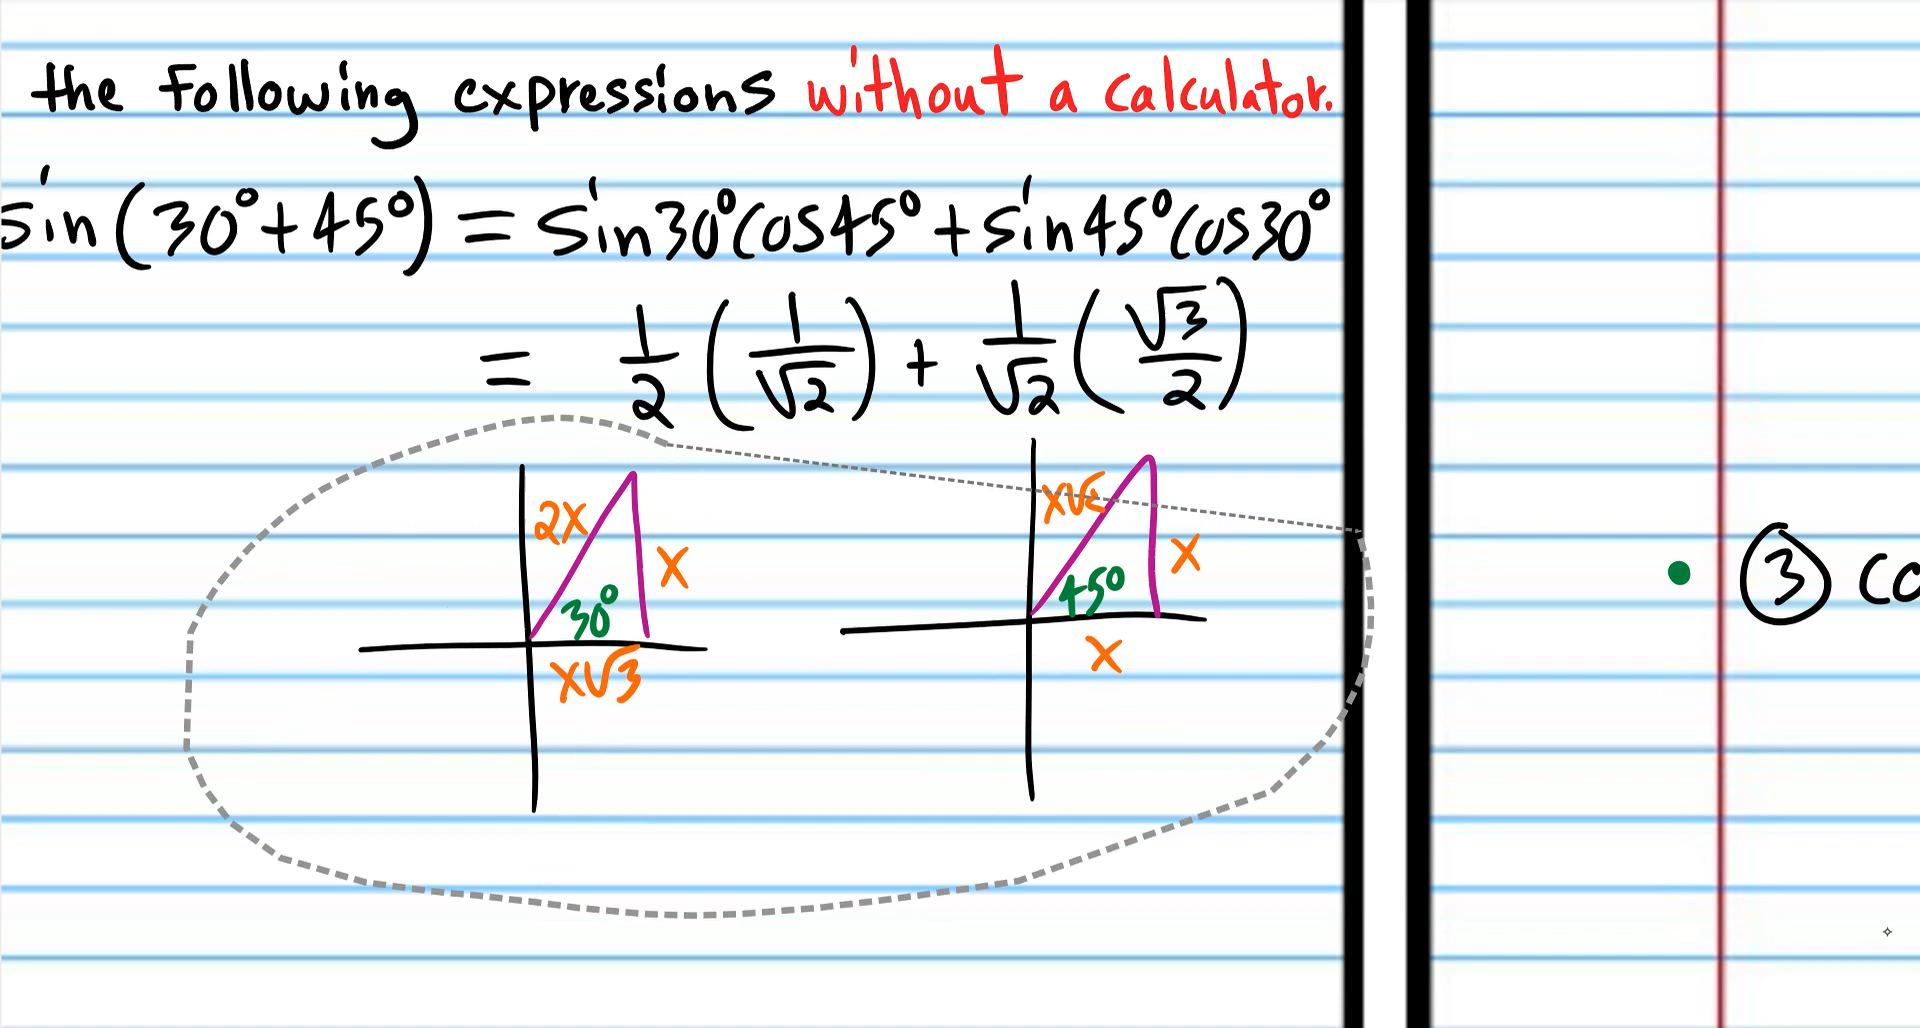 the following expressions without a calculator.
sin(30°+45°) = sin30°cos45°+sin45°cos30°
= 1/2 (1/√2) + 1/√2 (√3/2)
2x
x
30°
x√3
x√2
x
45°
x
③ co